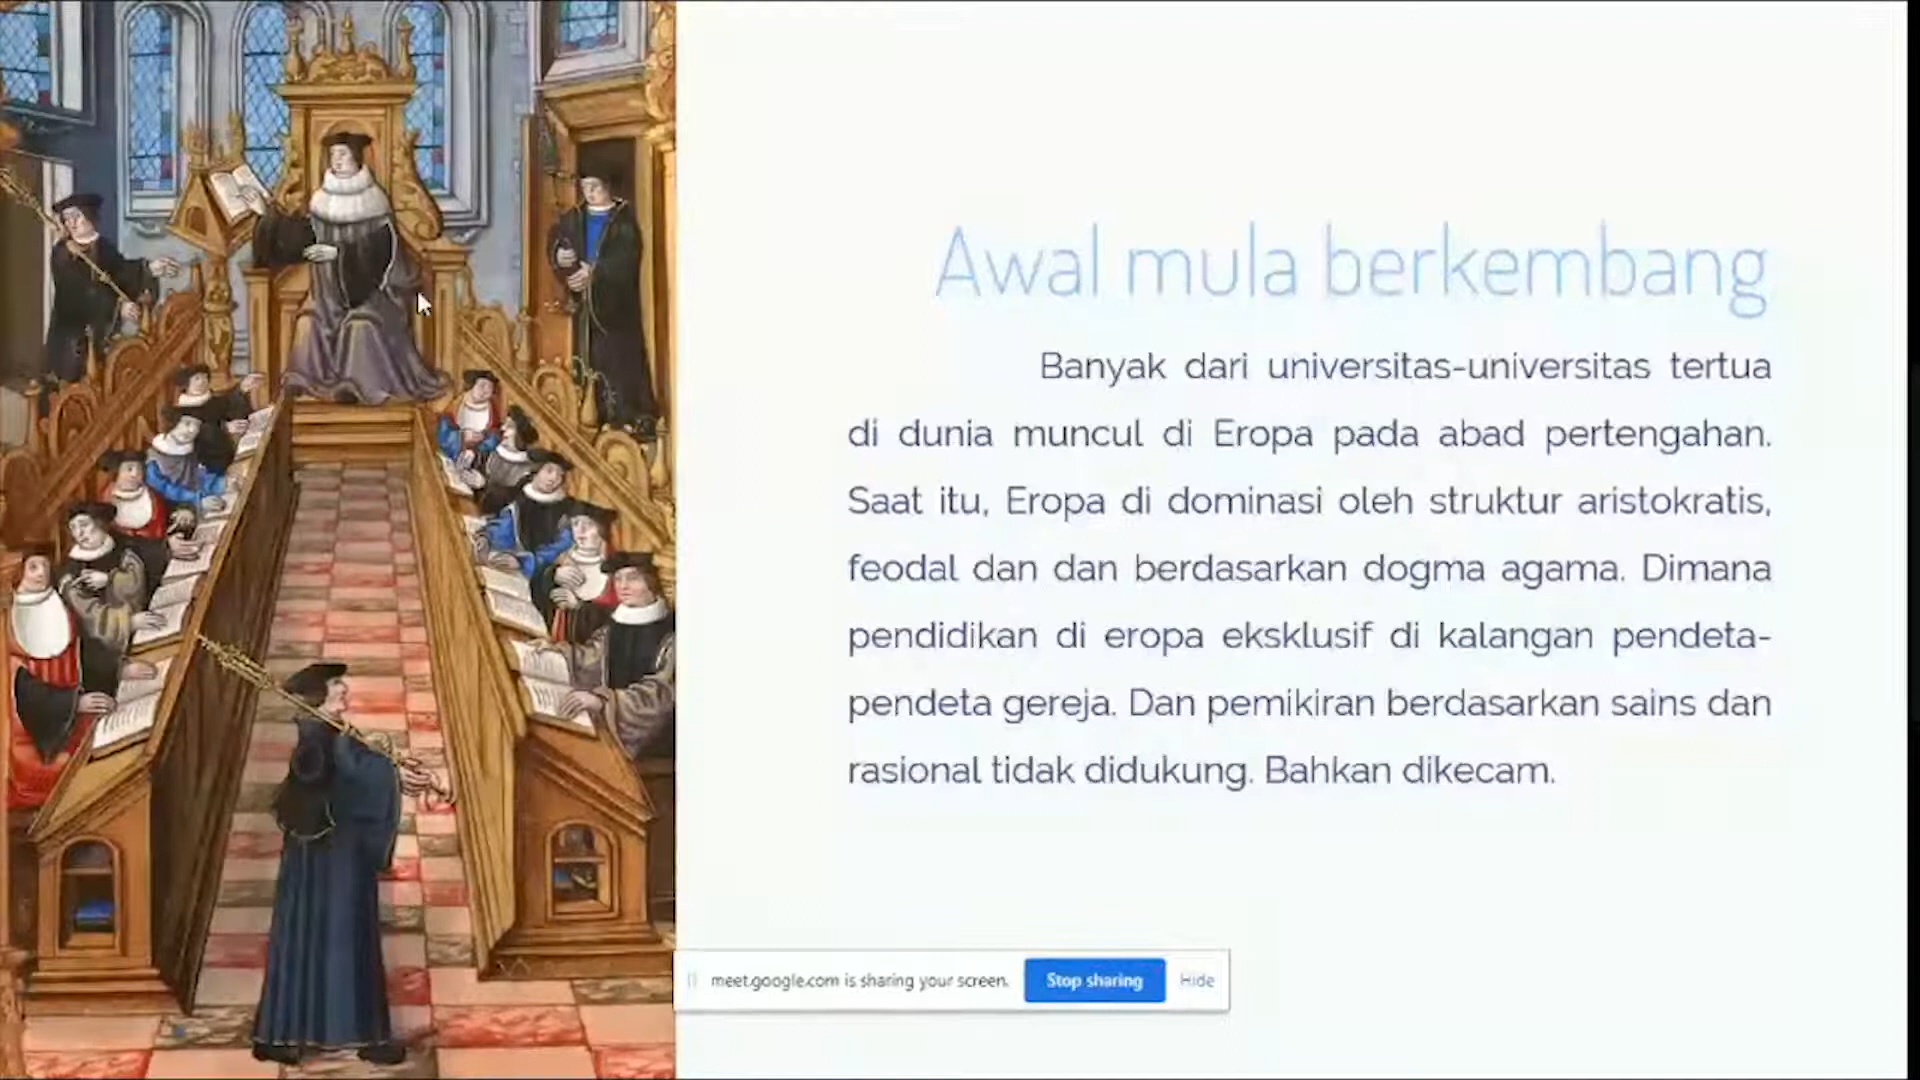 Awal mula berkembang
Banyak dari universitas-universitas tertua
di dunia muncul di Eropa pada abad pertengahan.
Saat itu, Eropa di dominasi oleh struktur aristokratis,
feodal dan dan berdasarkan dogma agama. Dimana
pendidikan di eropa eksklusif di kalangan pendeta-
pendeta gereja. Dan pemikiran berdasarkan sains dan
rasional tidak didukung. Bahkan dikecam.
meet.google.com is sharing your screen. Stop sharing Hide